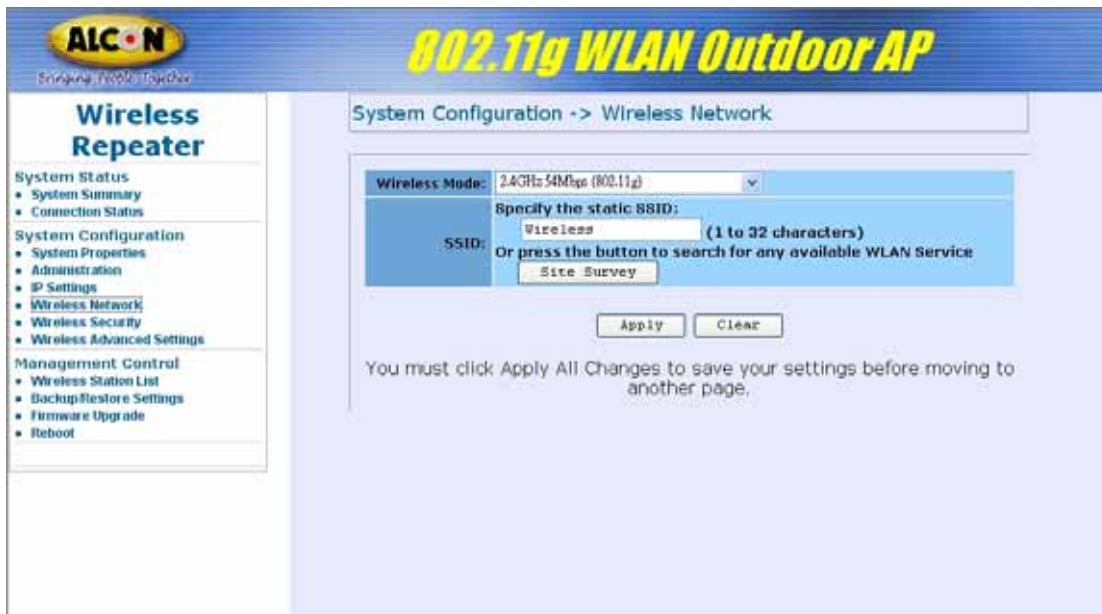 ALCON
Bringing People Together
802.11g WLAN Outdoor AP
Wireless
Repeater
System Status
System Summary
Connection Status
System Configuration
System Properties
Administration
IP Settings
Wireless Network
Wireless Security
Wireless Advanced Settings
Management Control
Wireless Station List
Backup/Restore Settings
Firmware Upgrade
Reboot
System Configuration -> Wireless Network
Wireless Mode: 2.4GHz 54Mbps (802.11g)
Specify the static SSID:
SSID: Wireless (1 to 32 characters)
Or press the button to search for any available WLAN Service
Site Survey
Apply Clear
You must click Apply All Changes to save your settings before moving to
another page.